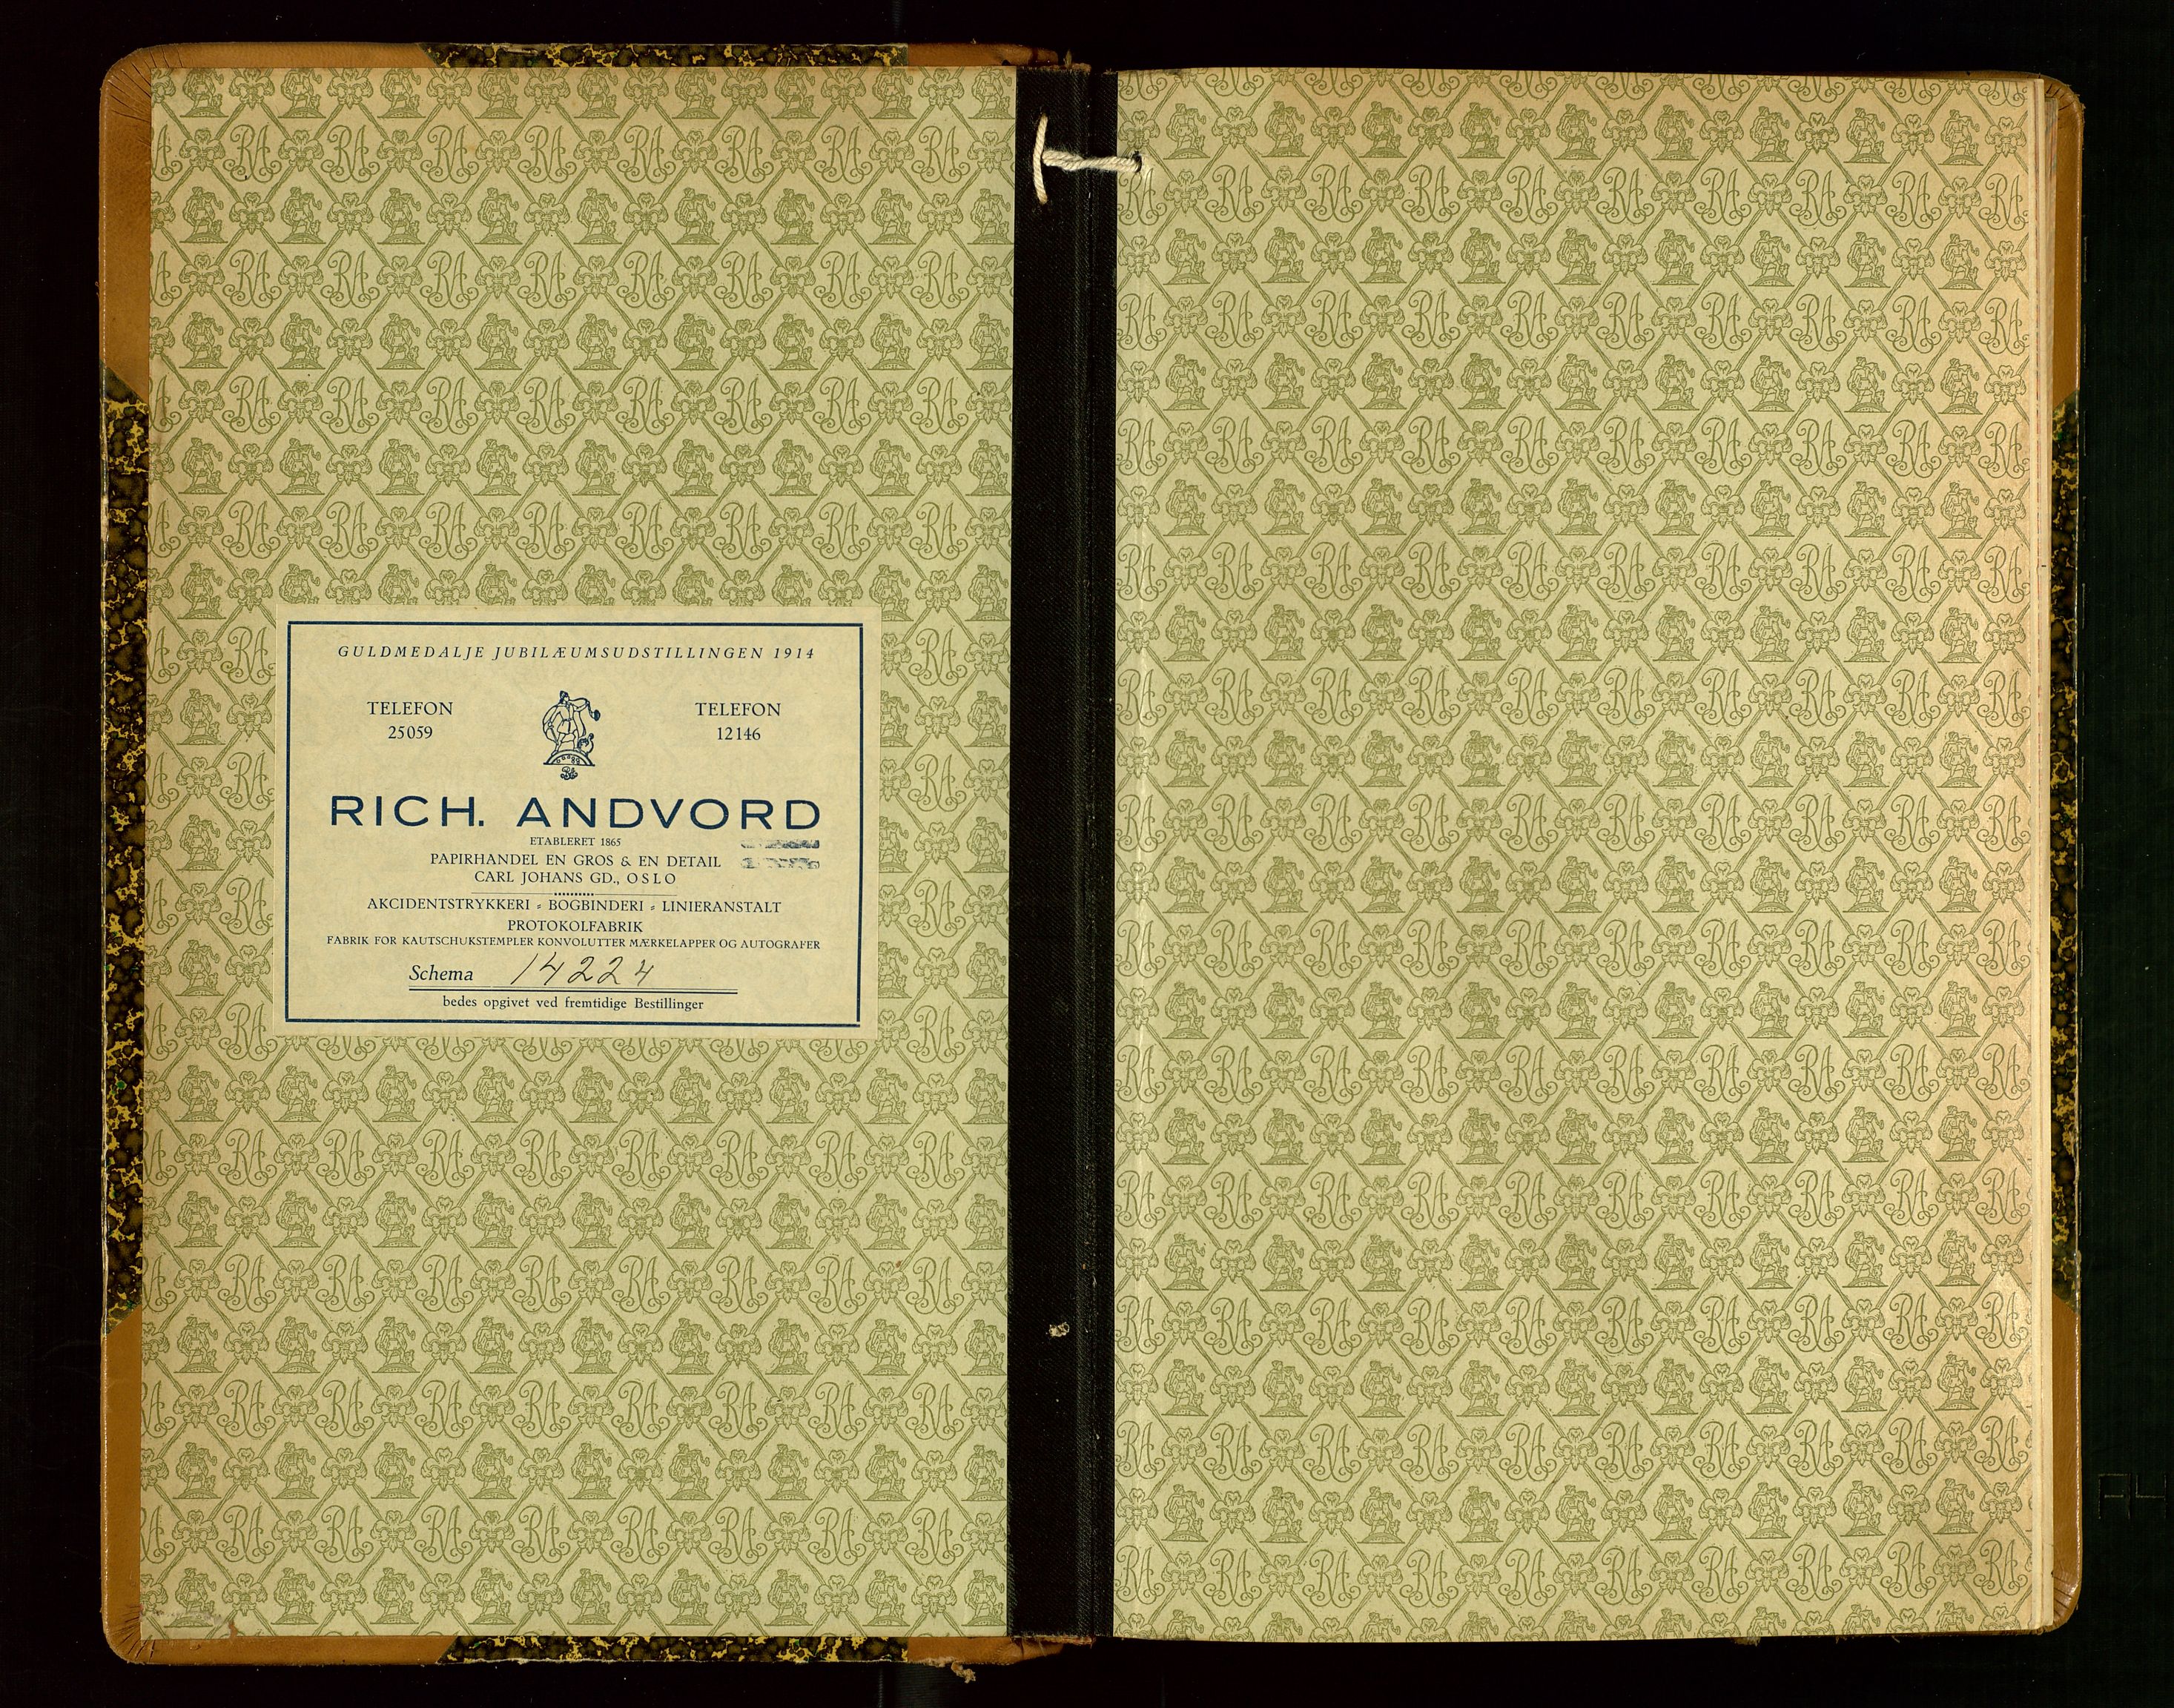 GULDMEDALJE JUBILÆUMSUDSTILLINGEN 1914
TELEFON
25059
TELEFON
12146
RICH. ANDVORD
ETABLERET 1865
PAPIRHANDEL EN GROS & EN DETAIL
CARL JOHANS GD., OSLO
AKCIDENTSTRYKKERI - BOGBINDERI - LINIERANSTALT
PROTOKOLFABRIK
FABRIK FOR KAUTSCHUKSTEMPLER KONVOLUTTER MÆRKELAPPER OG AUTOGRAFER
Schema 14224
bedes opgivet ved fremtidige Bestillinger